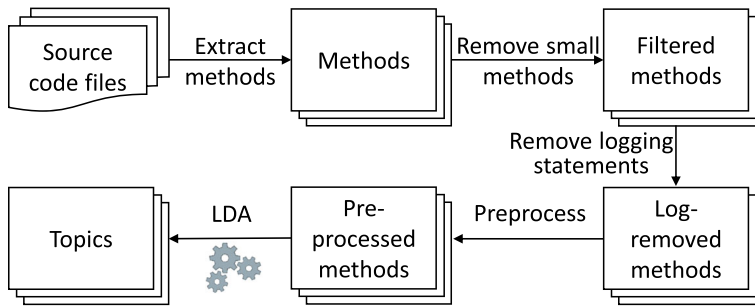 Source
code files
Extract
methods
Methods
Remove small
methods
Filtered
methods
Remove logging
statements
Topics
LDA
Pre-
processed
methods
Preprocess
Log-
removed
methods